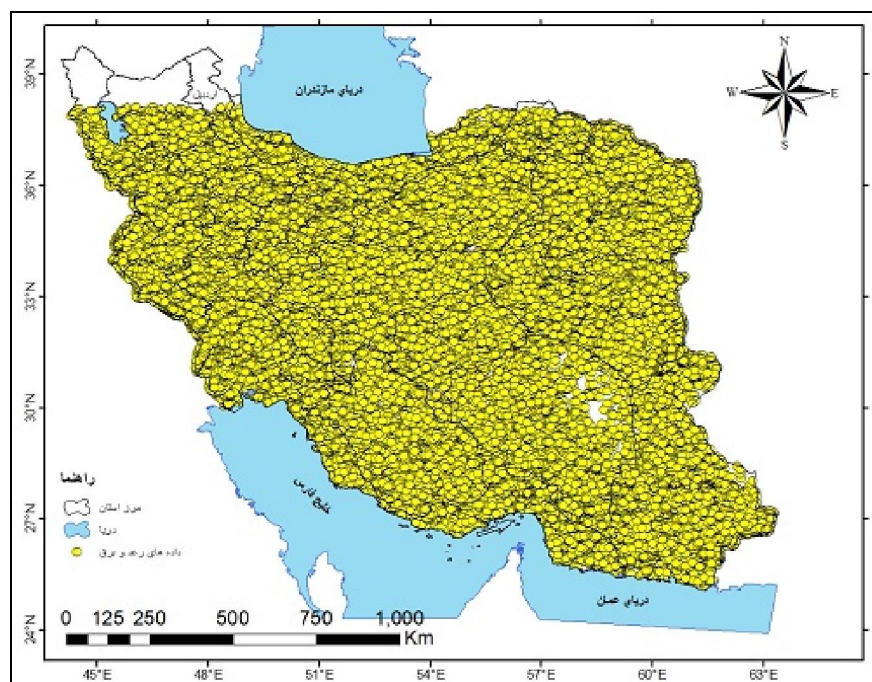 N
W
E
S
39°N
36°N
33°N
30°N
27°N
24°N
اردبیل
دریای مازندران
خلیج فارس
دریای عمان
راهنما
مرز استان
دریا
داده های رعد و برق
0 125 250 500 750 1,000
Km
45°E 48°E 51°E 54°E 57°E 60°E 63°E